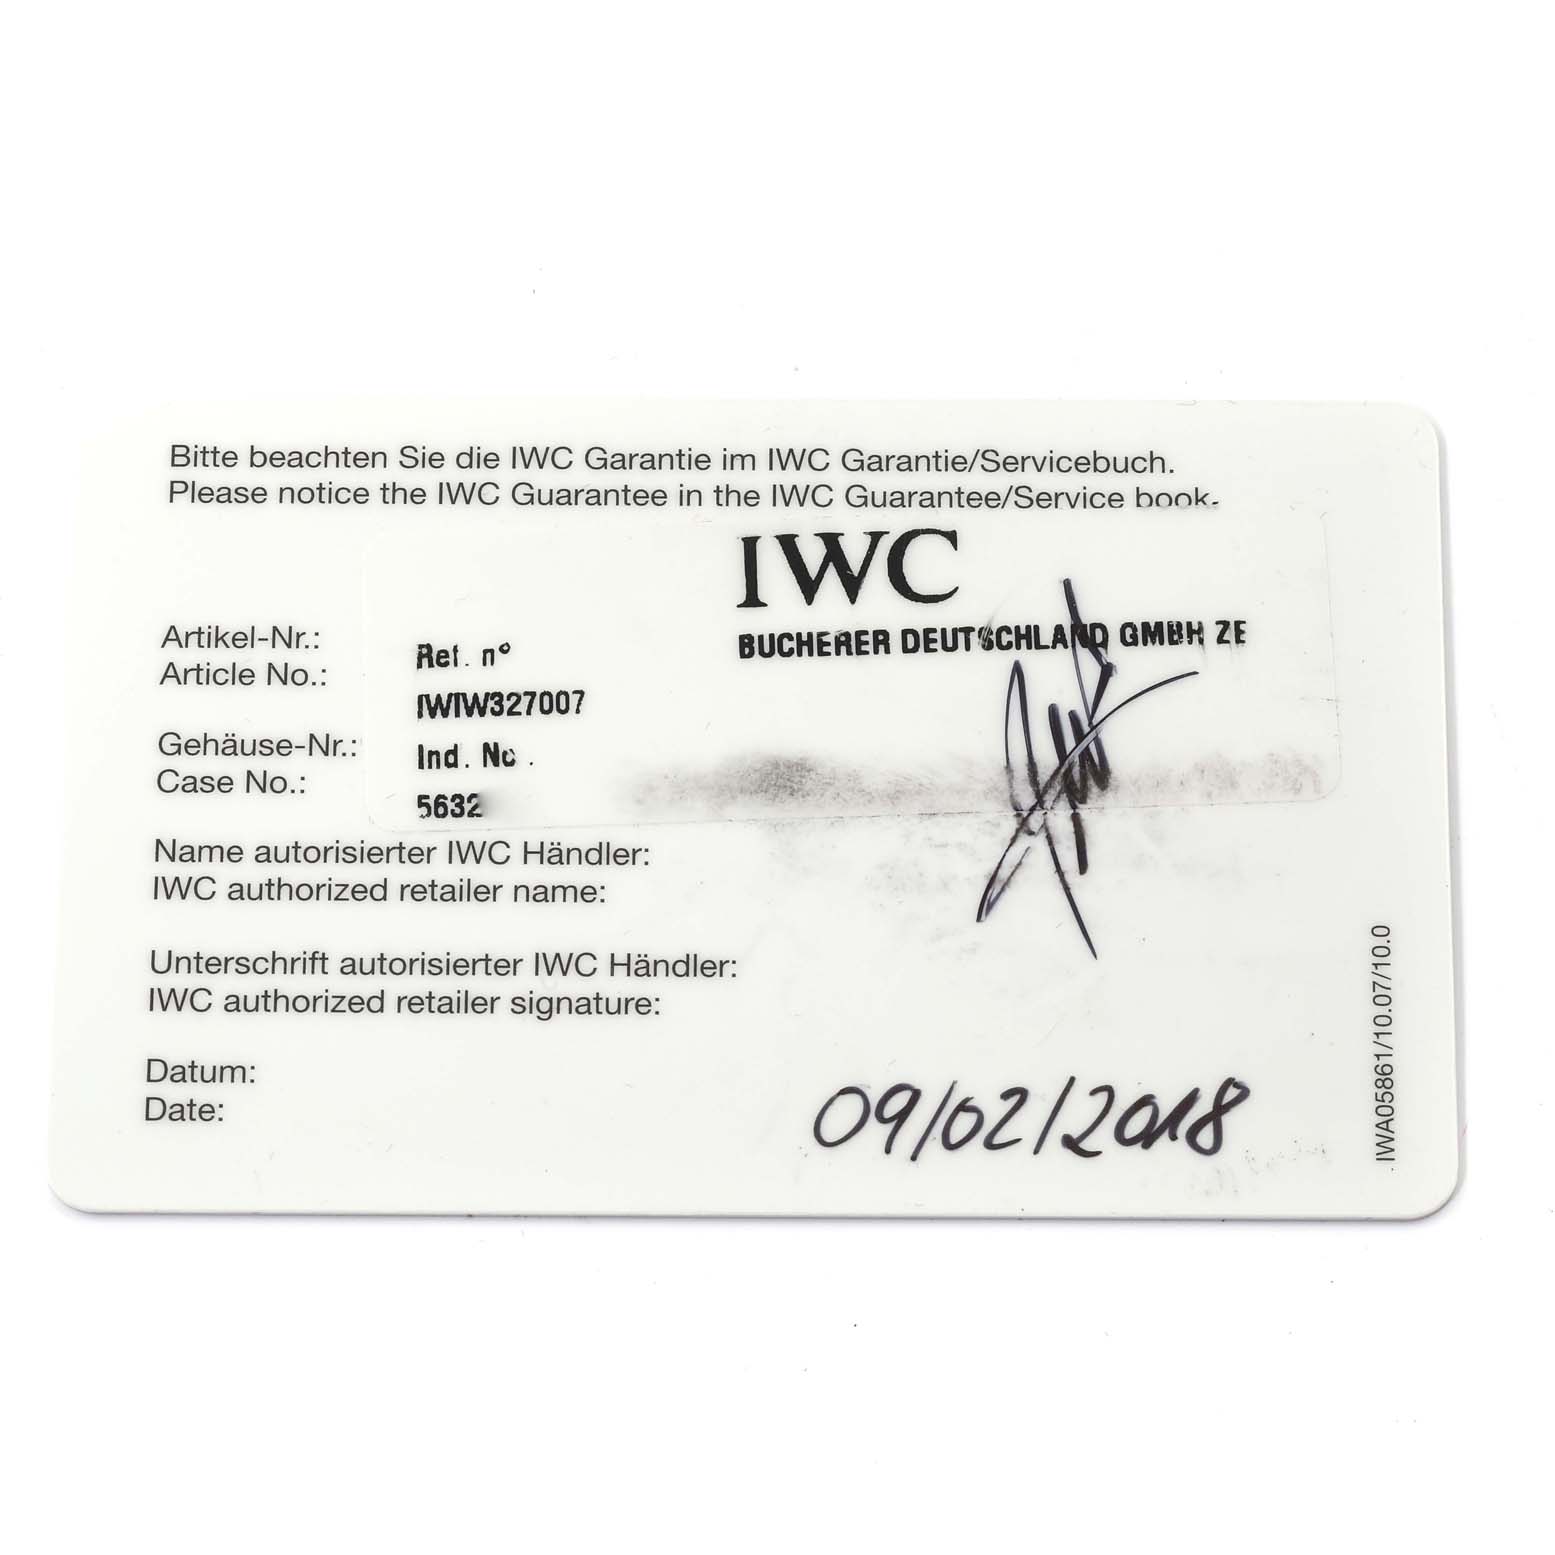 Bitte beachten Sie die IWC Garantie im IWC Garantie/Servicebuch.
Please notice the IWC Guarantee in the IWC Guarantee/Service book.
IWC
BUCHERER DEUTSCHLAND GMBH ZE
Artikel-Nr.:
Article No.:
Ref. n°
IWIW327007
Gehäuse-Nr.:
Case No.:
Ind. No.
5632
Name autorisierter IWC Händler:
IWC authorized retailer name:
Unterschrift autorisierter IWC Händler:
IWC authorized retailer signature:
Datum:
Date:
09/02/2018
IWA05861/10.07/10.0